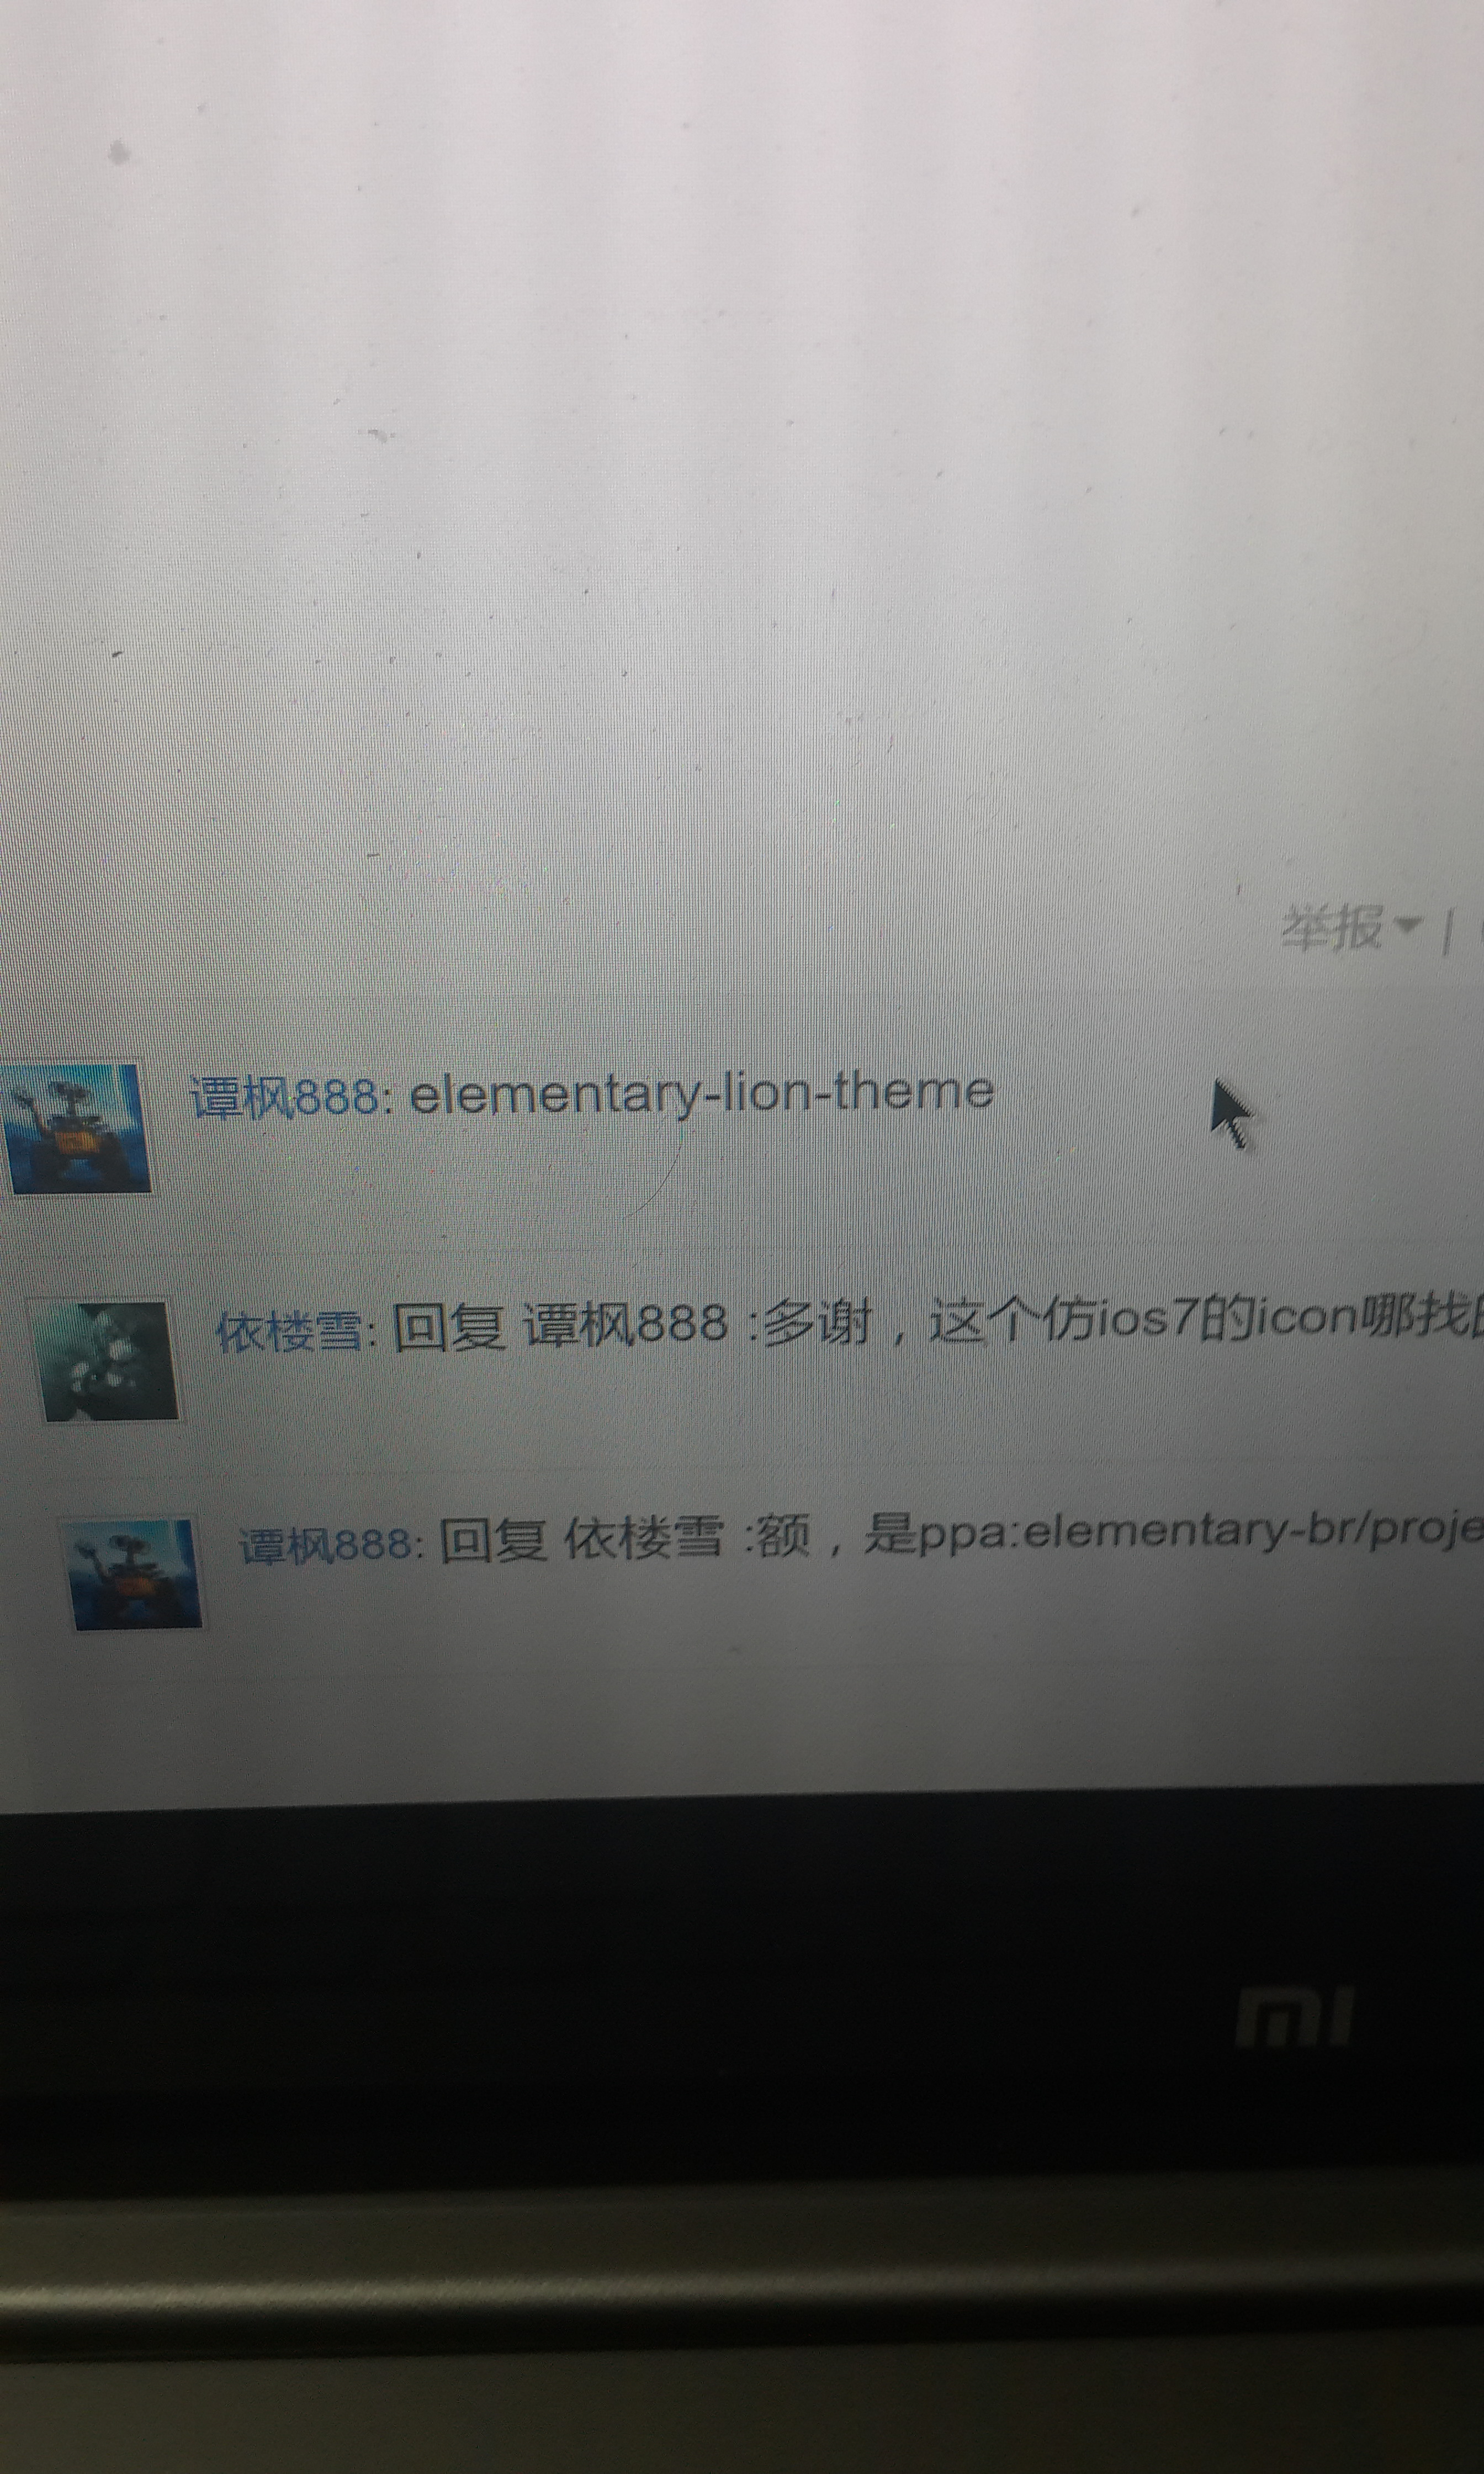 举报 |
谭枫888: elementary-lion-theme
依楼雪: 回复 谭枫888 :多谢，这个仿ios7的icon哪找
谭枫888: 回复 依楼雪 :额，是ppa:elementary-br/proje
mi